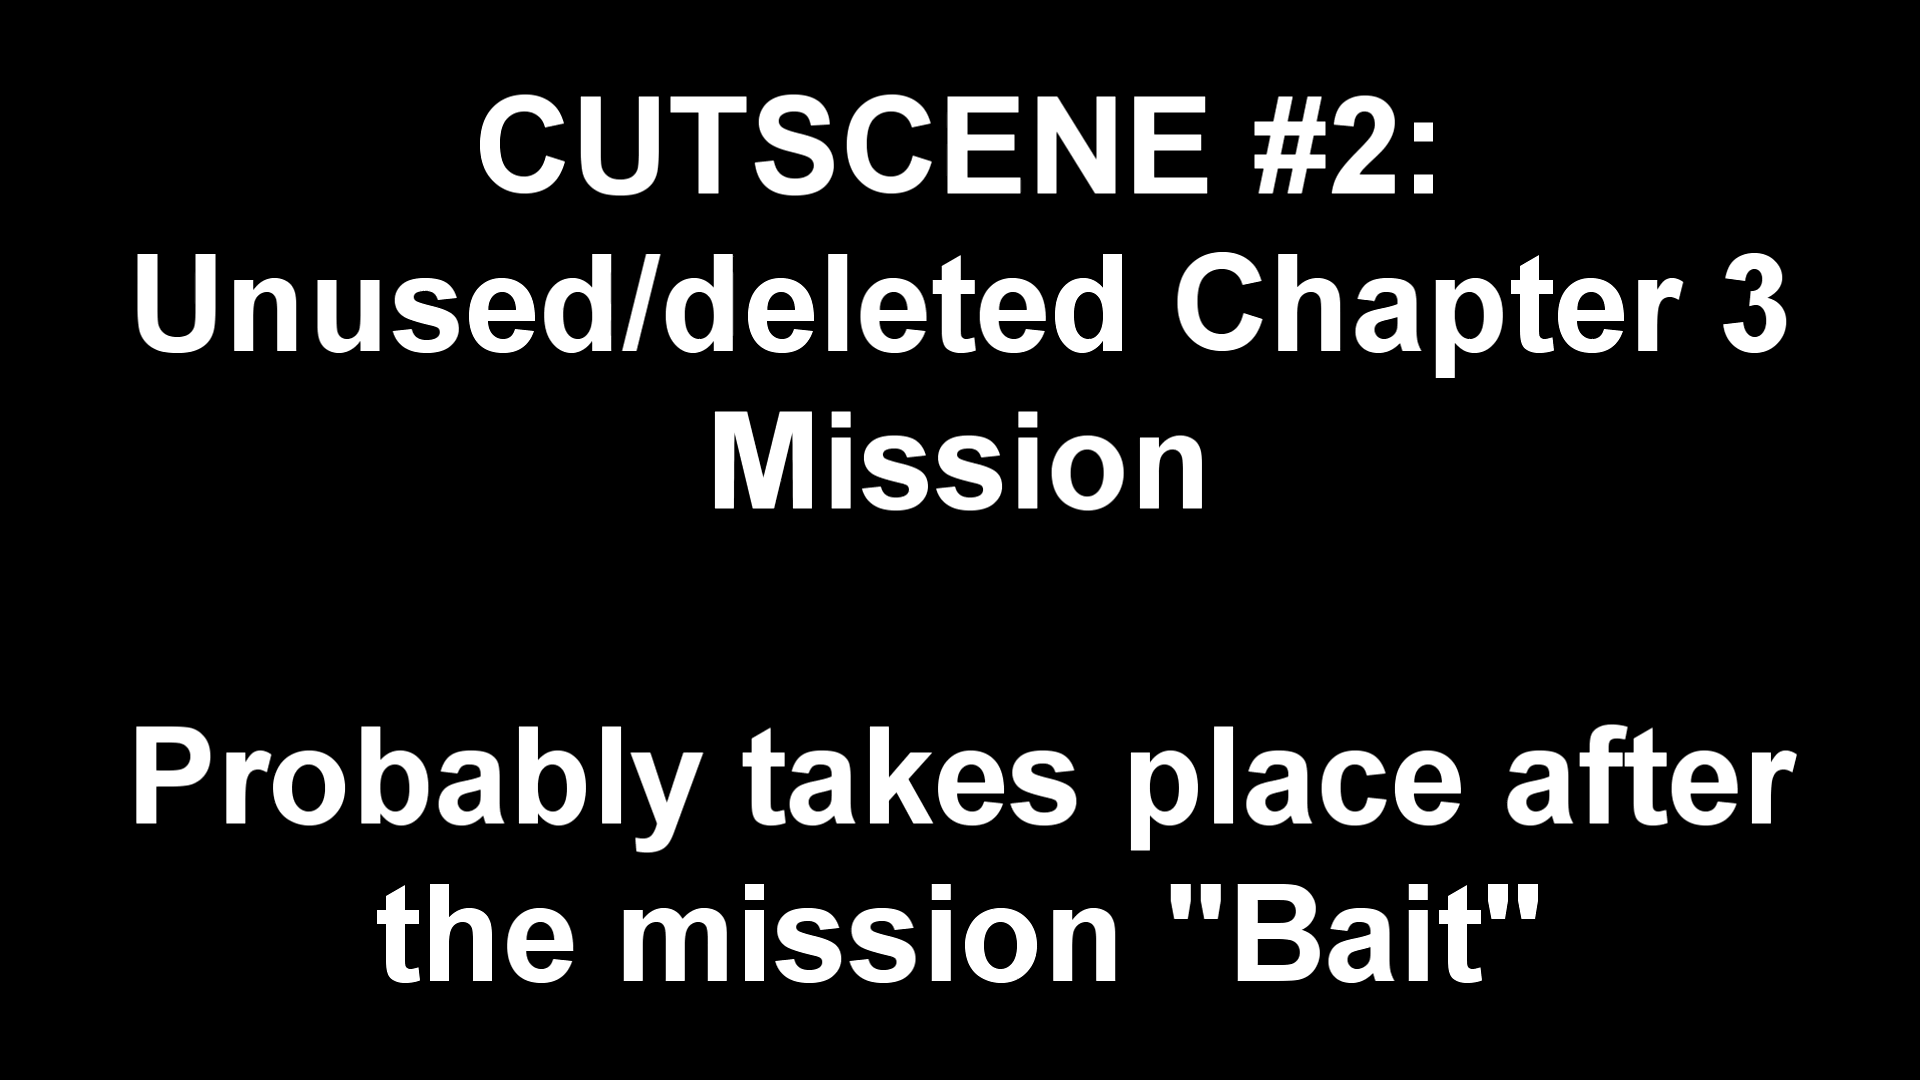 CUTSCENE #2:
Unused/deleted Chapter 3
Mission
Probably takes place after
the mission "Bait"